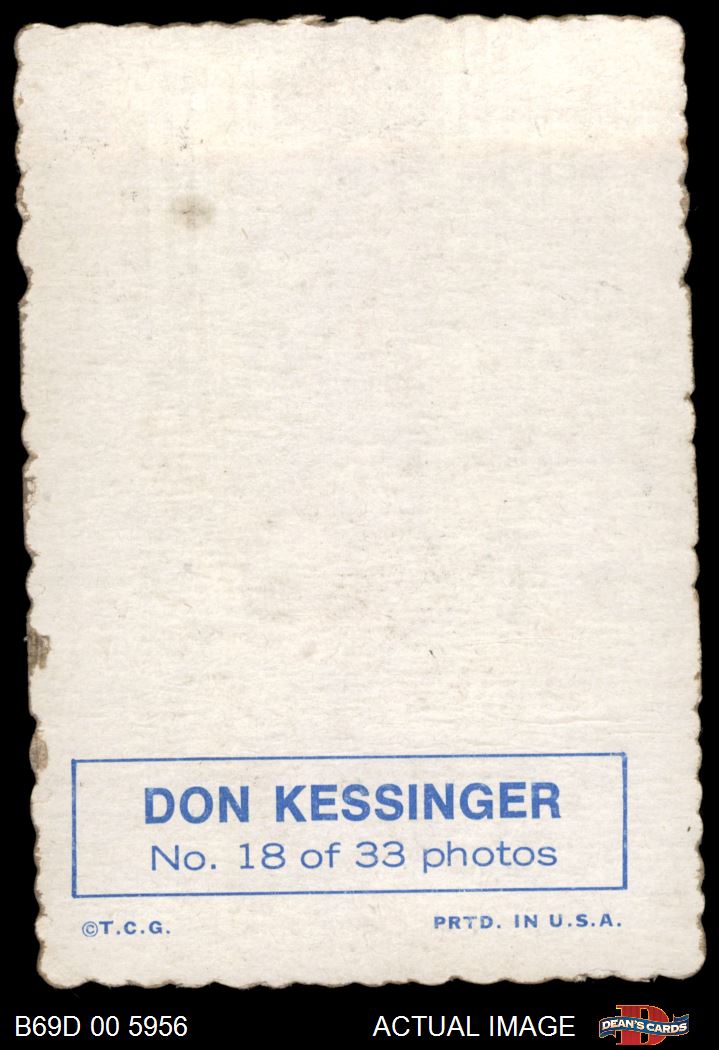 DON KESSINGER
No. 18 of 33 photos
©T.C.G.
PRTD. IN U.S.A.
B69D 00 5956
ACTUAL IMAGE
D
DEAN'S CARDS